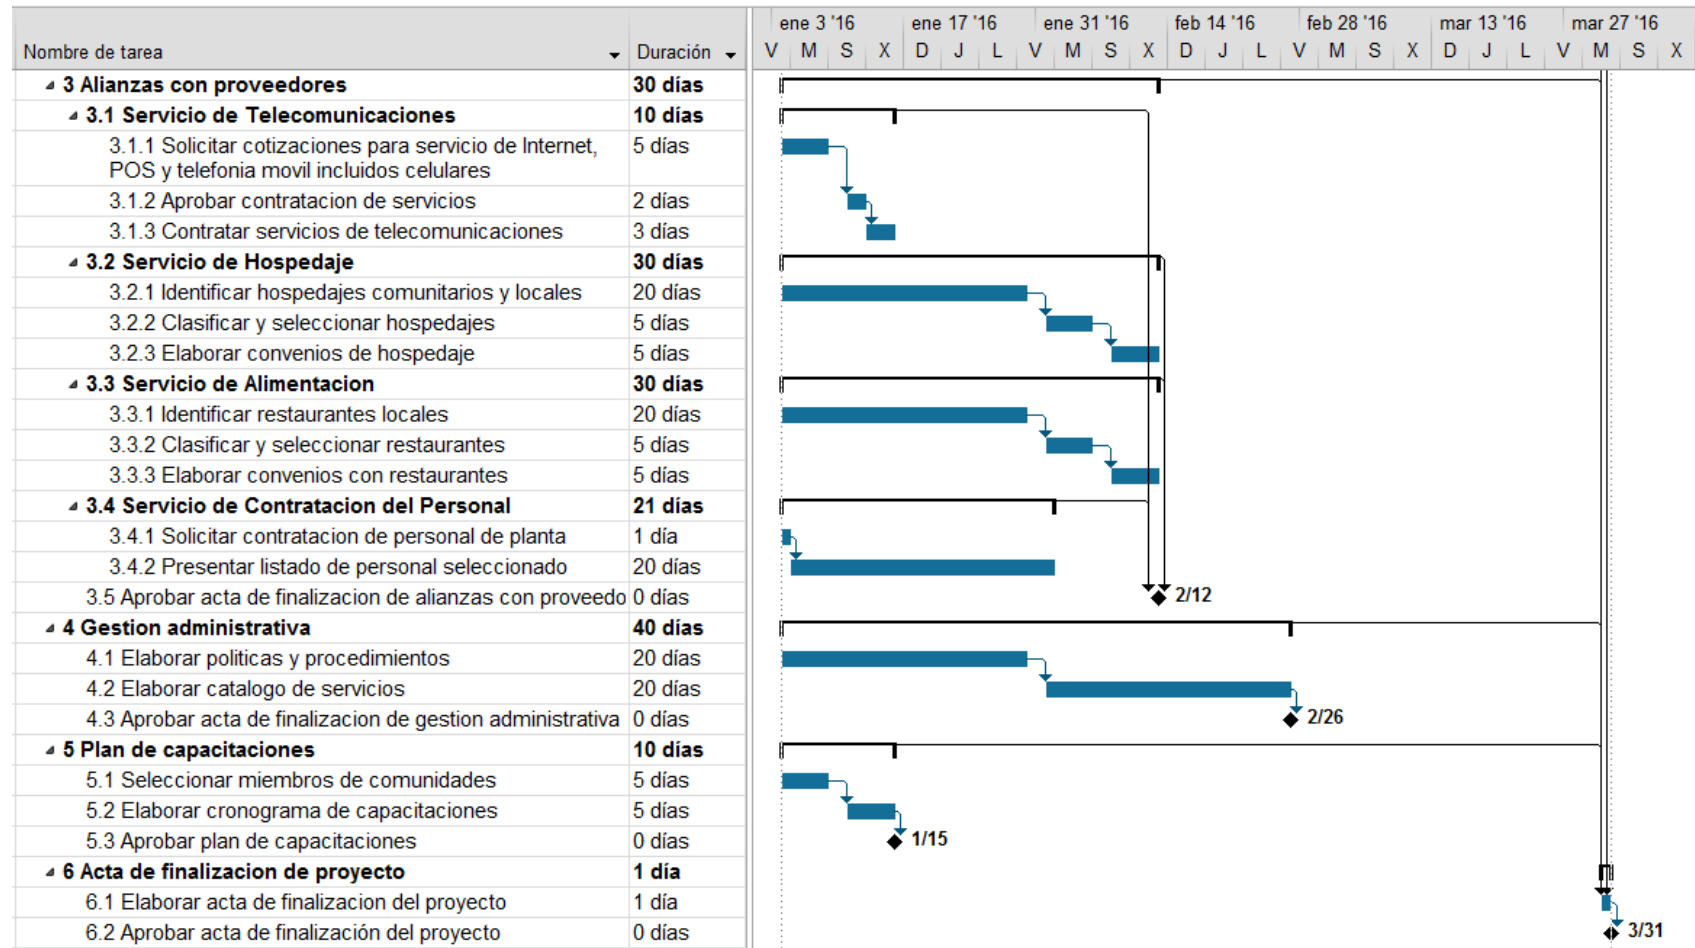 ene 3 '16 ene 17 '16 ene 31 '16 feb 14 '16 feb 28 '16 mar 13 '16 mar 27 '16
Nombre de tarea Duración V M S X D J L V M S X D J L V M S X D J L V M S X
3 Alianzas con proveedores 30 días
3.1 Servicio de Telecomunicaciones 10 días
3.1.1 Solicitar cotizaciones para servicio de Internet, 5 días
POS y telefonia movil incluidos celulares
3.1.2 Aprobar contratacion de servicios 2 días
3.1.3 Contratar servicios de telecomunicaciones 3 días
3.2 Servicio de Hospedaje 30 días
3.2.1 Identificar hospedajes comunitarios y locales 20 días
3.2.2 Clasificar y seleccionar hospedajes 5 días
3.2.3 Elaborar convenios de hospedaje 5 días
3.3 Servicio de Alimentacion 30 días
3.3.1 Identificar restaurantes locales 20 días
3.3.2 Clasificar y seleccionar restaurantes 5 días
3.3.3 Elaborar convenios con restaurantes 5 días
3.4 Servicio de Contratacion del Personal 21 días
3.4.1 Solicitar contratacion de personal de planta 1 día
3.4.2 Presentar listado de personal seleccionado 20 días
3.5 Aprobar acta de finalizacion de alianzas con proveedo 0 días 2/12
4 Gestion administrativa 40 días
4.1 Elaborar politicas y procedimientos 20 días
4.2 Elaborar catalogo de servicios 20 días
4.3 Aprobar acta de finalizacion de gestion administrativa 0 días 2/26
5 Plan de capacitaciones 10 días
5.1 Seleccionar miembros de comunidades 5 días
5.2 Elaborar cronograma de capacitaciones 5 días
5.3 Aprobar plan de capacitaciones 0 días 1/15
6 Acta de finalizacion de proyecto 1 día
6.1 Elaborar acta de finalizacion del proyecto 1 día
6.2 Aprobar acta de finalización del proyecto 0 días 3/31